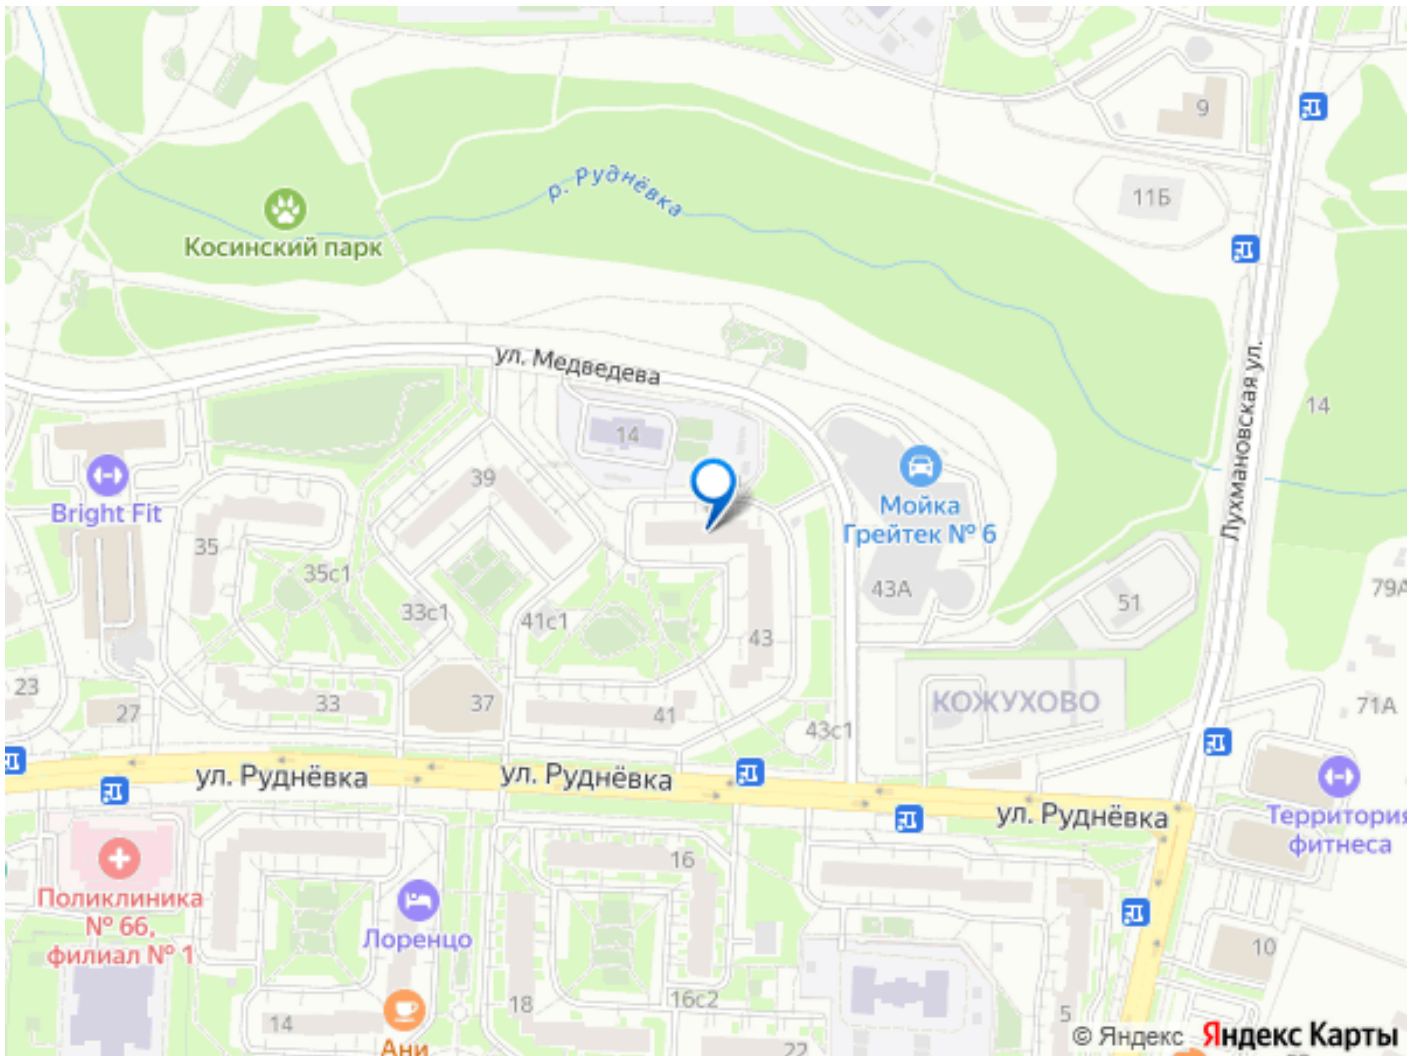 9
11Б
р. Руднёвка
Косинский парк
ул. Медведева
Лухмановская ул.
14
14
39
Bright Fit
Мойка
Грейтек № 6
35
35с1
33с1
41с1
43А
51
79А
43
23
27
33
37
41
43с1
КОЖУХОВО
71А
ул. Руднёвка
ул. Руднёвка
ул. Руднёвка
Территория
фитнеса
16
Поликлиника
№ 66,
филиал № 1
Лоренцо
10
18
16с2
14
5
Ани
22
© Яндекс Яндекс Карты